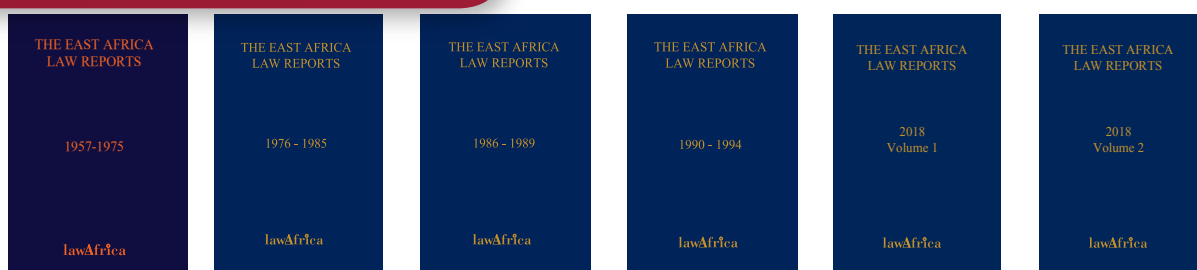 THE EAST AFRICA
LAW REPORTS
1957-1975
lawAfrica
THE EAST AFRICA
LAW REPORTS
1976 - 1985
lawAfrica
THE EAST AFRICA
LAW REPORTS
1986 - 1989
lawAfrica
THE EAST AFRICA
LAW REPORTS
1990 - 1994
lawAfrica
THE EAST AFRICA
LAW REPORTS
2018
Volume 1
lawAfrica
THE EAST AFRICA
LAW REPORTS
2018
Volume 2
lawAfrica